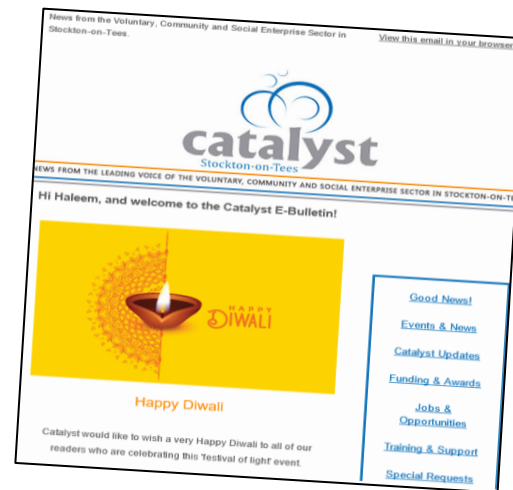 News from the Voluntary, Community and Social Enterprise Sector in
Stockton-on-Tees.
View this email in your browser
catalyst
Stockton-on-Tees
NEWS FROM THE LEADING VOICE OF THE VOLUNTARY, COMMUNITY AND SOCIAL ENTERPRISE SECTOR IN STOCKTON-ON-TE
Hi Haleem, and welcome to the Catalyst E-Bulletin!
HAPPY
DIWALI
Happy Diwali
Catalyst would like to wish a very Happy Diwali to all of our
readers who are celebrating this 'festival of light' event.
Good News!
Events & News
Catalyst Updates
Funding & Awards
Jobs &
Opportunities
Training & Support
Special Requests